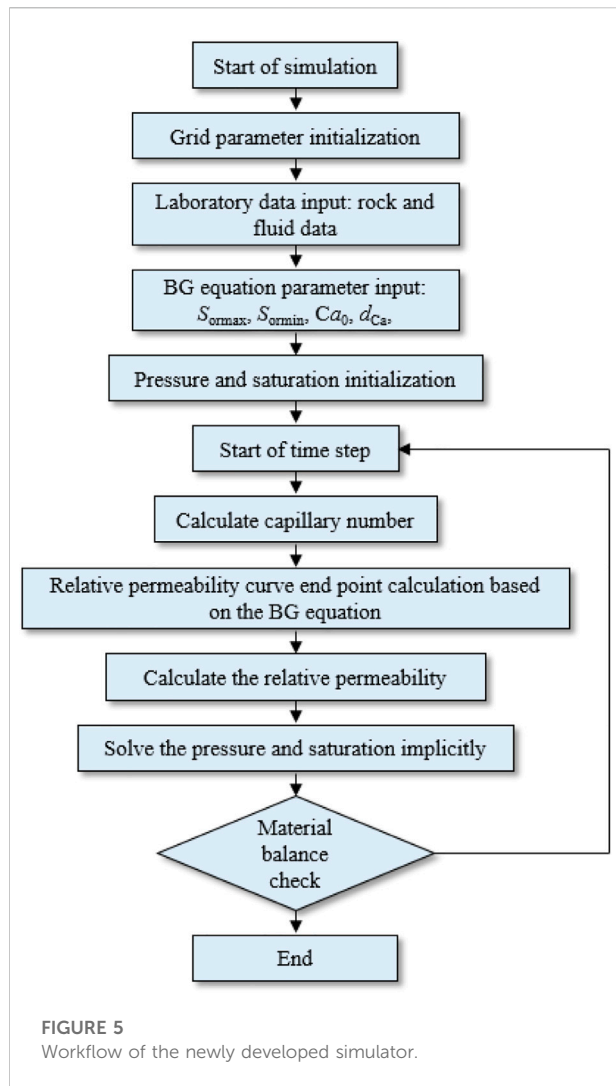 Start of simulation
Grid parameter initialization
Laboratory data input: rock and
fluid data
BG equation parameter input:
Sormax, Sormin, Ca0, dCa,
Pressure and saturation initialization
Start of time step
Calculate capillary number
Relative permeability curve end point calculation based
on the BG equation
Calculate the relative permeability
Solve the pressure and saturation implicitly
Material
balance
check
End
FIGURE 5
Workflow of the newly developed simulator.